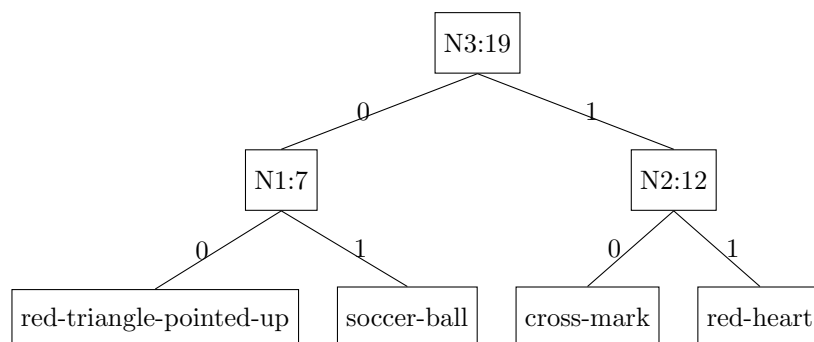 N3:19
0 1
N1:7 N2:12
0 1 0 1
red-triangle-pointed-up soccer-ball cross-mark red-heart